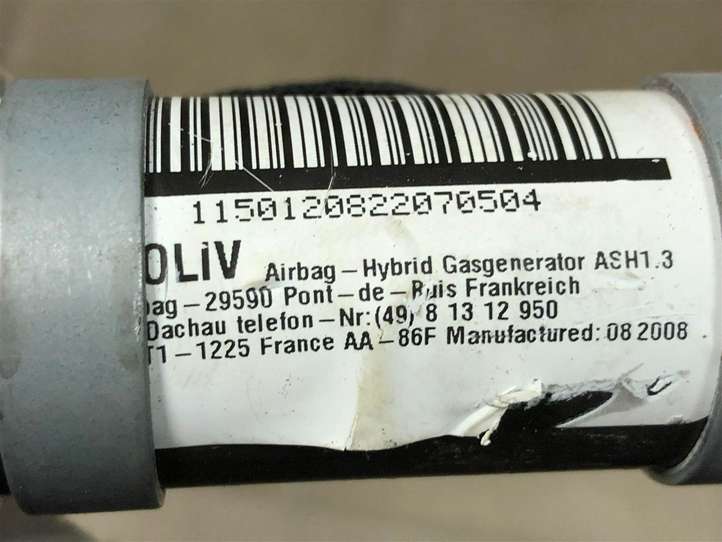 1150120822070504
OLiV Airbag-Hybrid Gasgenerator ASH1.3
bag-29590 Pont-de-Buis Frankreich
Dachau telefon-Nr:(49) 8 13 12 950
T1-1225 France AA-86F Manufactured: 08 2008